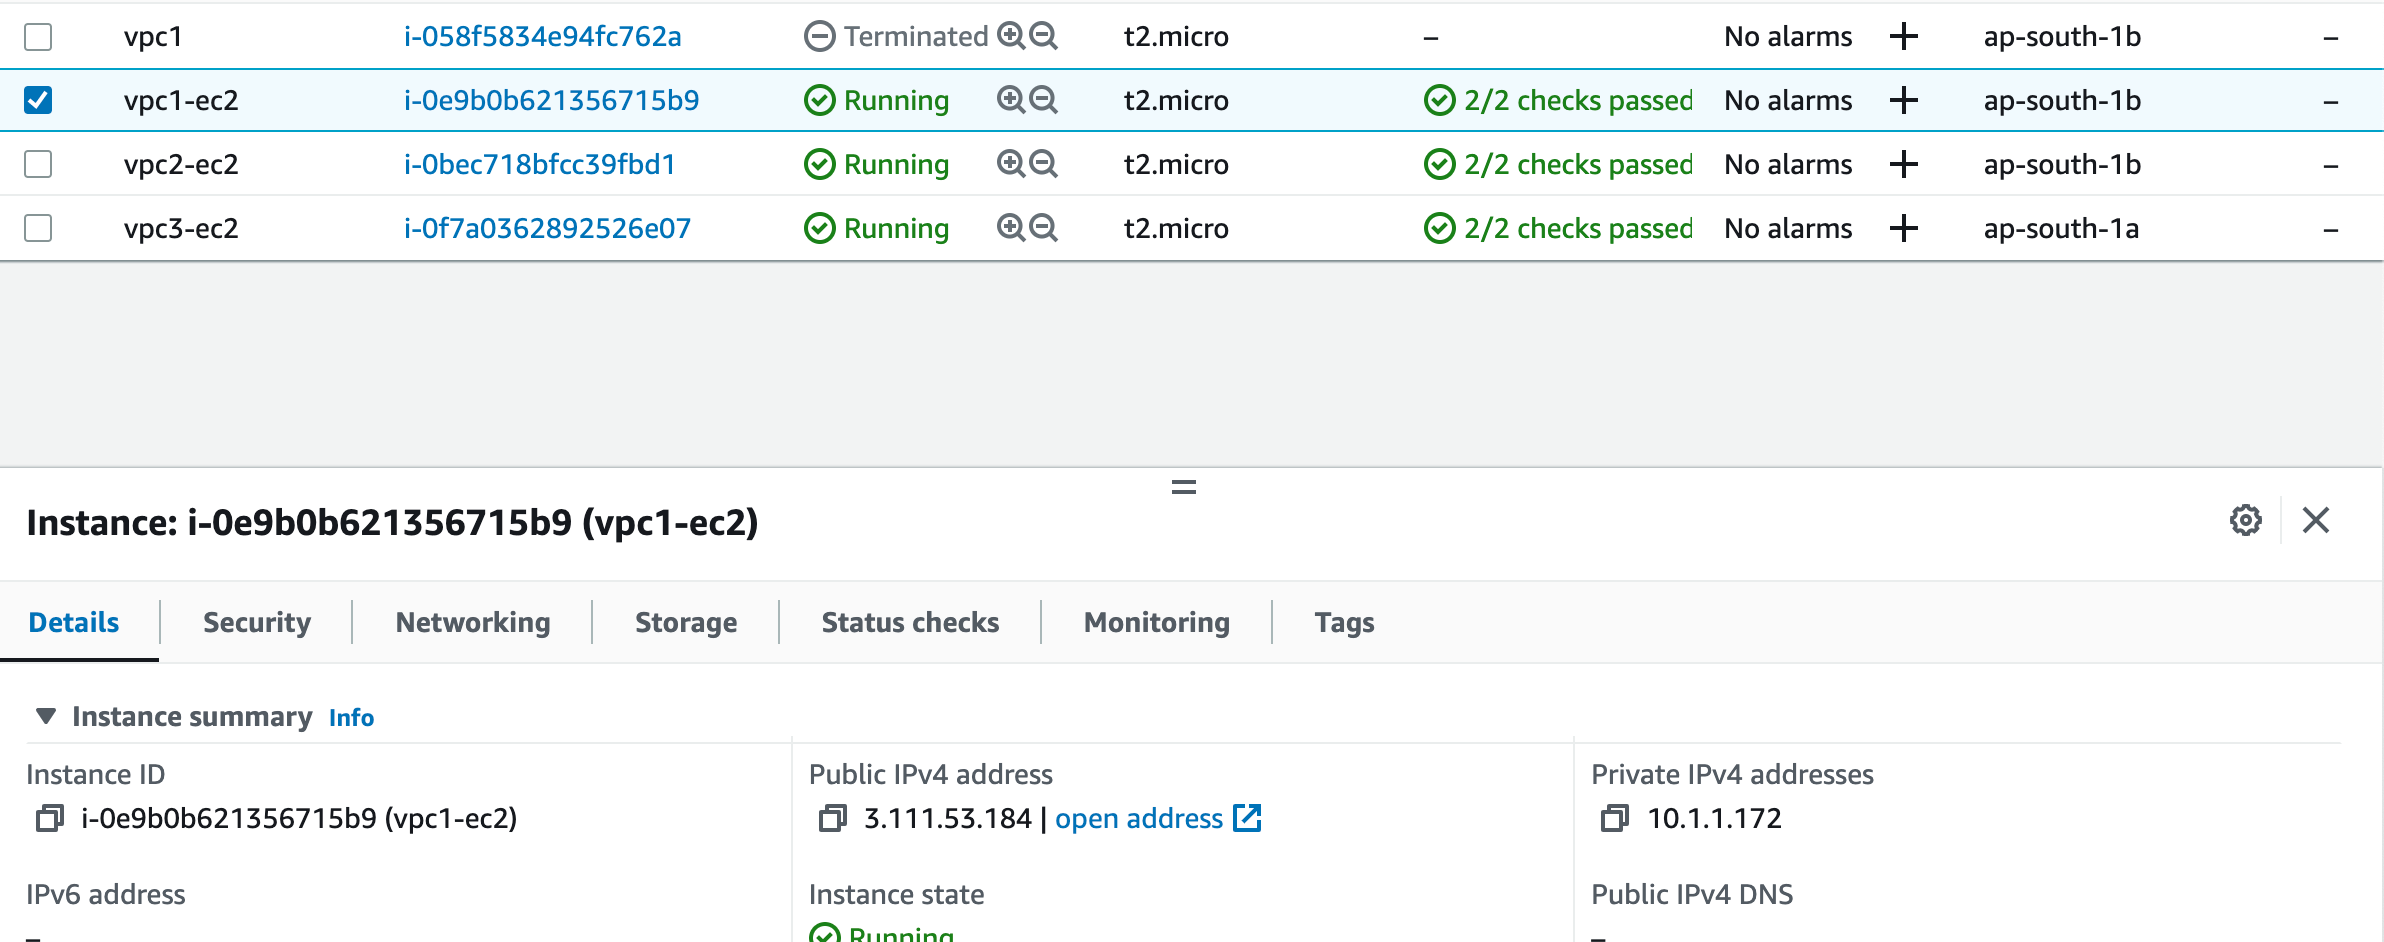 vpc1 i-058f5834e94fc762a Terminated t2.micro – No alarms + ap-south-1b –
vpc1-ec2 i-0e9b0b621356715b9 Running t2.micro 2/2 checks passed No alarms + ap-south-1b –
vpc2-ec2 i-0bec718bfcc39fbd1 Running t2.micro 2/2 checks passed No alarms + ap-south-1b –
vpc3-ec2 i-0f7a0362892526e07 Running t2.micro 2/2 checks passed No alarms + ap-south-1a –
Instance: i-0e9b0b621356715b9 (vpc1-ec2)
Details Security Networking Storage Status checks Monitoring Tags
Instance summary Info
Instance ID Public IPv4 address Private IPv4 addresses
i-0e9b0b621356715b9 (vpc1-ec2) 3.111.53.184 | open address 10.1.1.172
IPv6 address Instance state Public IPv4 DNS
– Running –